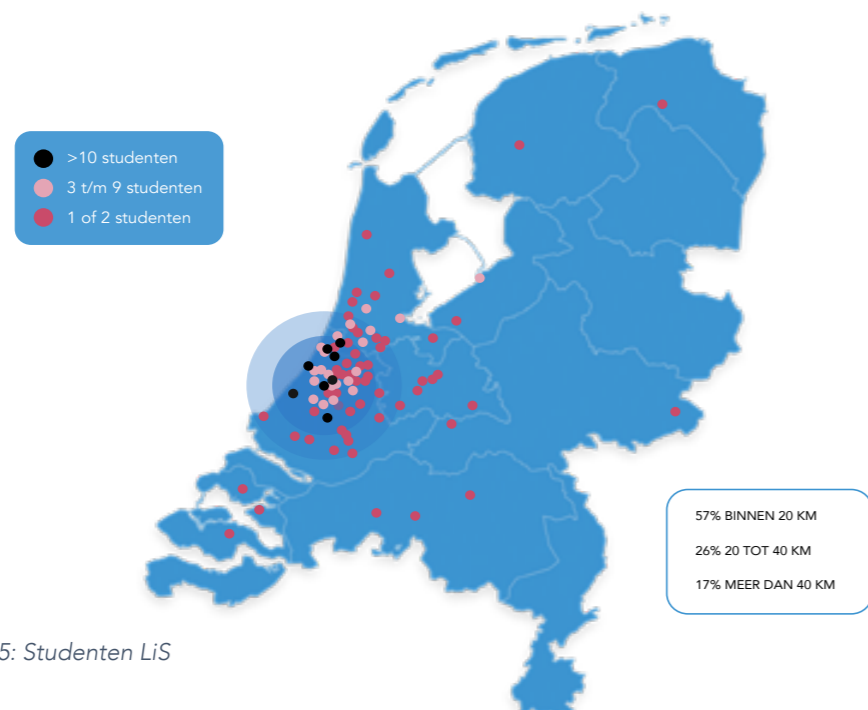 >10 studenten
3 t/m 9 studenten
1 of 2 studenten
57% BINNEN 20 KM
26% 20 TOT 40 KM
17% MEER DAN 40 KM
5: Studenten LiS